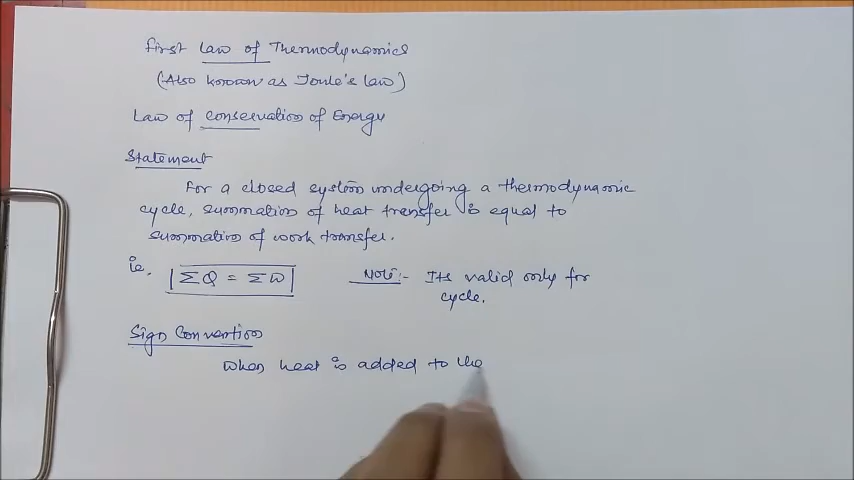 First Law of Thermodynamics
(Also known as Joule's law)
Law of conservation of Energy
Statement
For a closed system undergoing a thermodynamic
cycle, summation of heat transfer is equal to
summation of work transfer.
ie. ΣQ = ΣW Note:- Its valid only for
cycle.
Sign Convention
When heat is added to the